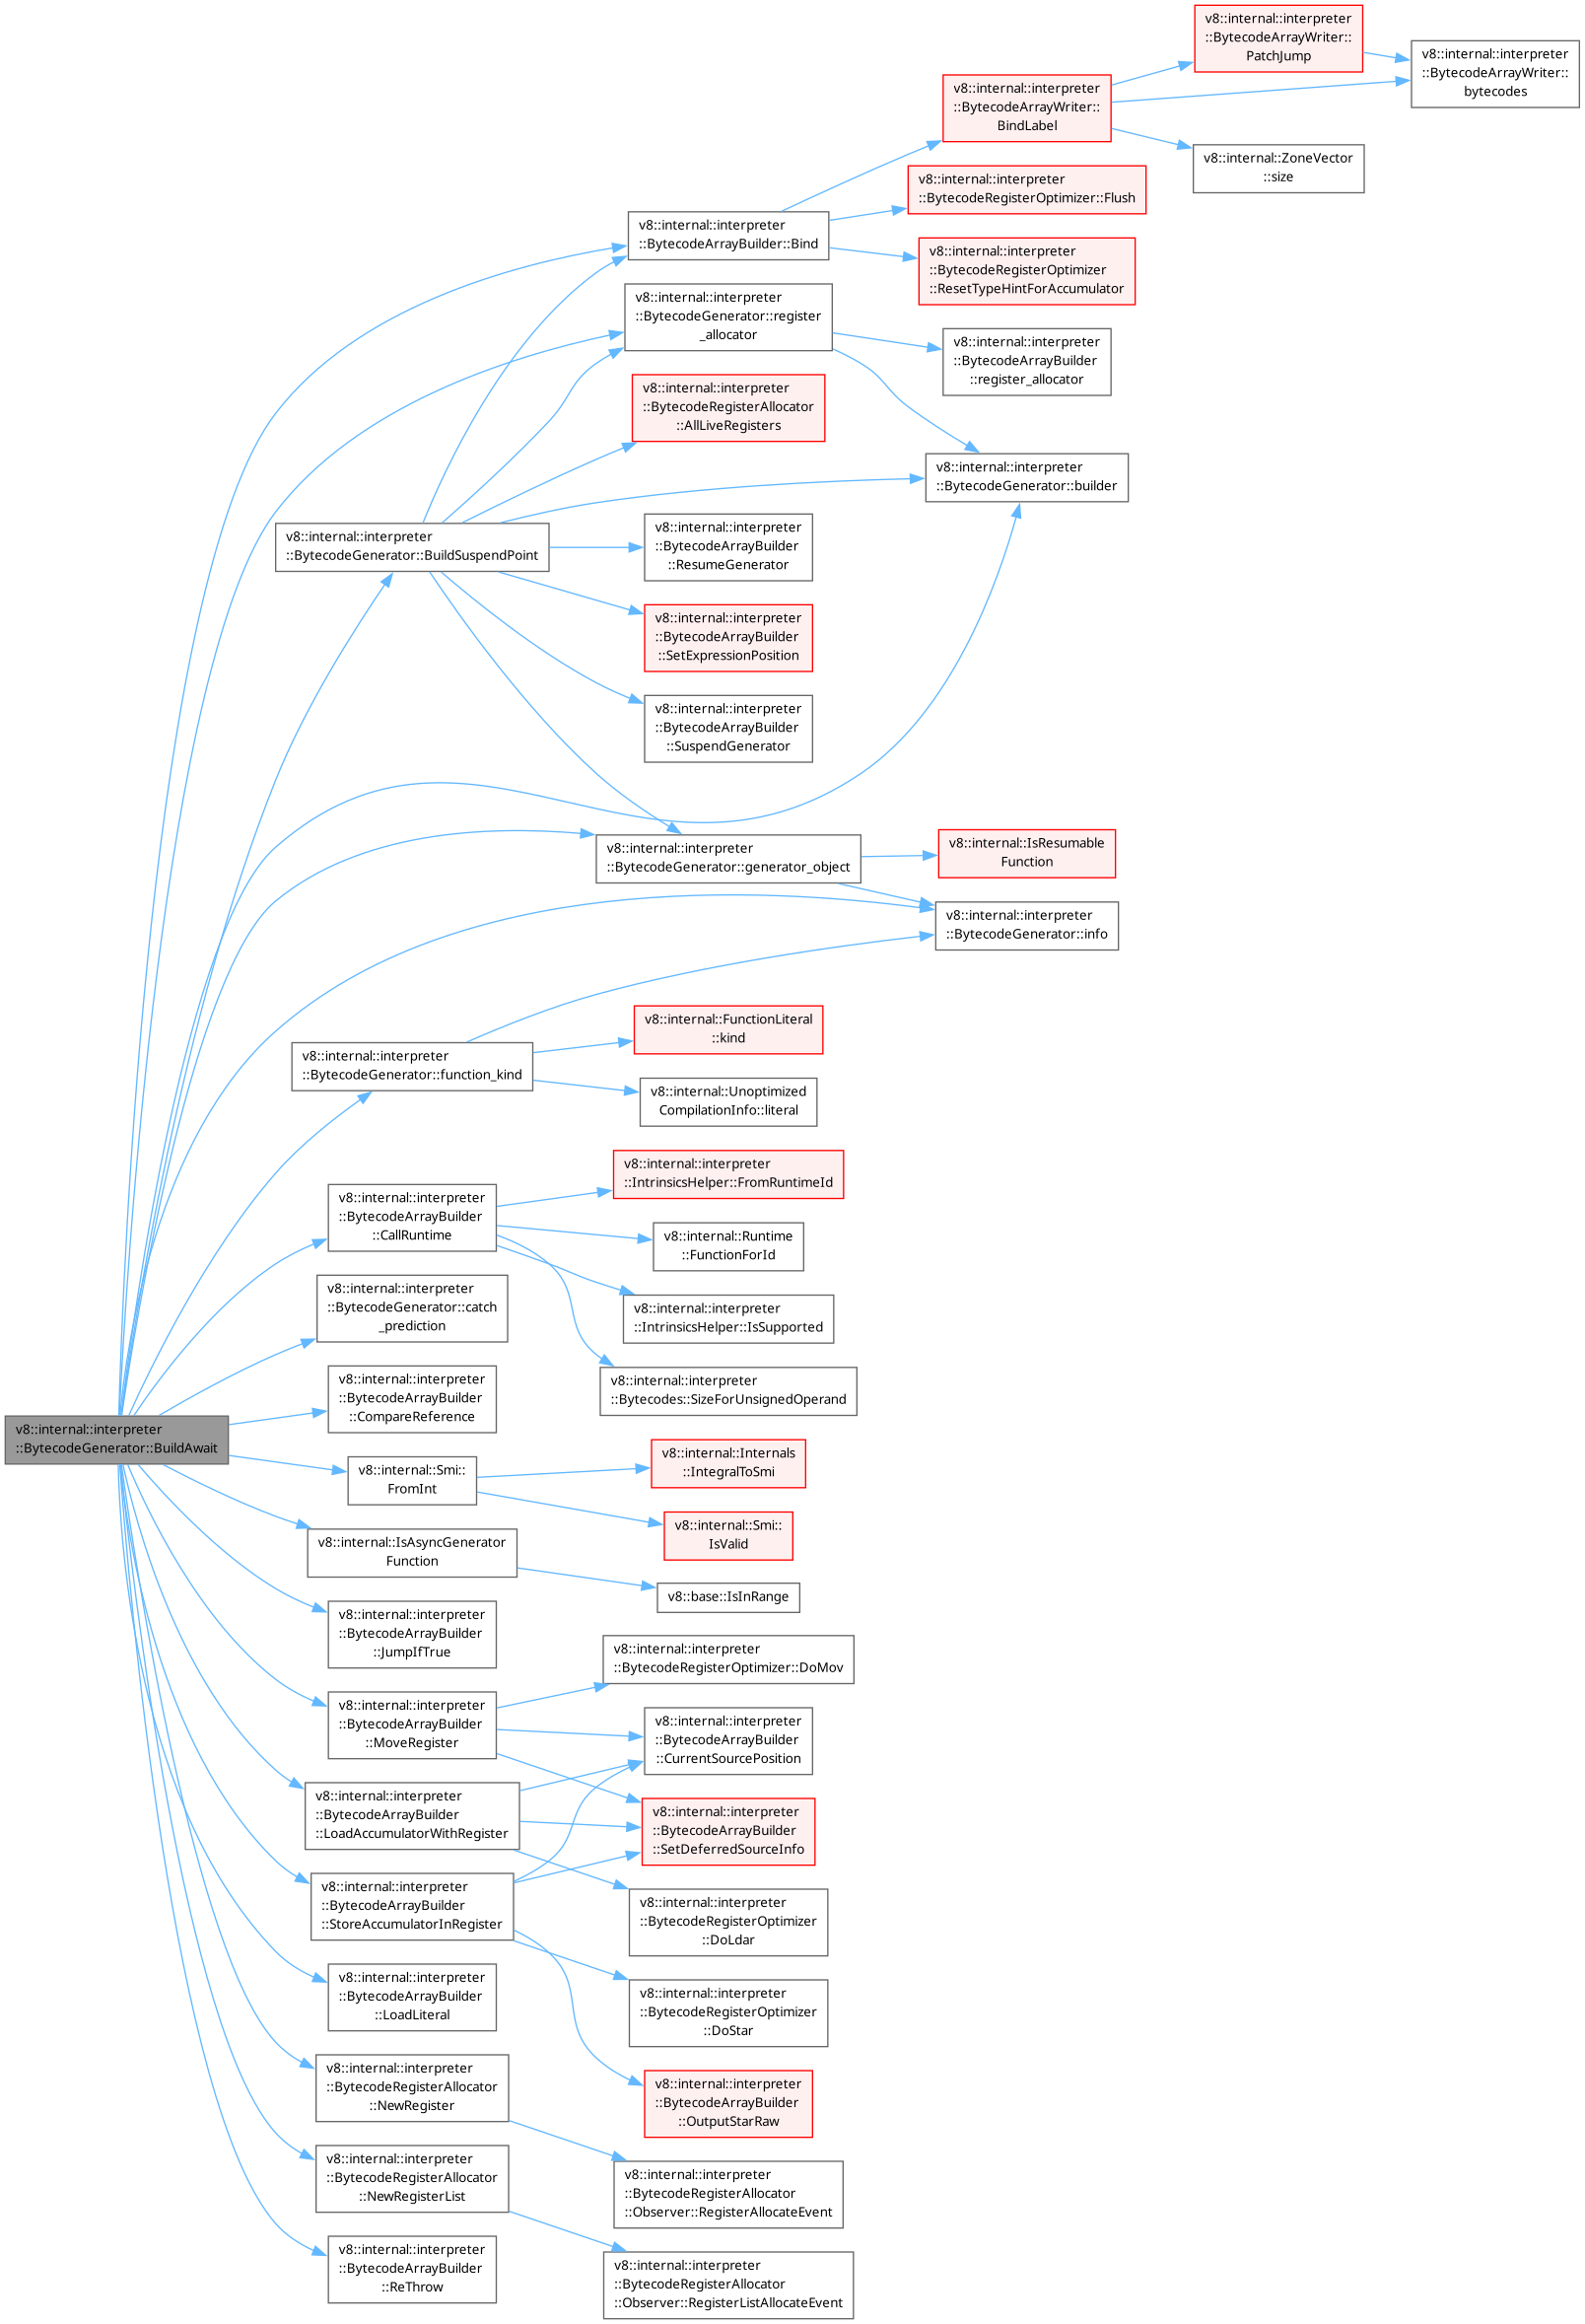 v8::internal::interpreter
::BytecodeArrayWriter::
PatchJump
v8::internal::interpreter
::BytecodeArrayWriter::
bytecodes
v8::internal::interpreter
::BytecodeArrayWriter::
BindLabel
v8::internal::ZoneVector
::size
v8::internal::interpreter
::BytecodeRegisterOptimizer::Flush
v8::internal::interpreter
::BytecodeArrayBuilder::Bind
v8::internal::interpreter
::BytecodeRegisterOptimizer
::ResetTypeHintForAccumulator
v8::internal::interpreter
::BytecodeGenerator::register
_allocator
v8::internal::interpreter
::BytecodeArrayBuilder
::register_allocator
v8::internal::interpreter
::BytecodeRegisterAllocator
::AllLiveRegisters
v8::internal::interpreter
::BytecodeGenerator::builder
v8::internal::interpreter
::BytecodeGenerator::BuildSuspendPoint
v8::internal::interpreter
::BytecodeArrayBuilder
::ResumeGenerator
v8::internal::interpreter
::BytecodeArrayBuilder
::SetExpressionPosition
v8::internal::interpreter
::BytecodeArrayBuilder
::SuspendGenerator
v8::internal::interpreter
::BytecodeGenerator::generator_object
v8::internal::IsResumable
Function
v8::internal::interpreter
::BytecodeGenerator::info
v8::internal::FunctionLiteral
::kind
v8::internal::interpreter
::BytecodeGenerator::function_kind
v8::internal::Unoptimized
CompilationInfo::literal
v8::internal::interpreter
::IntrinsicsHelper::FromRuntimeId
v8::internal::interpreter
::BytecodeArrayBuilder
::CallRuntime
v8::internal::Runtime
::FunctionForId
v8::internal::interpreter
::BytecodeGenerator::catch
_prediction
v8::internal::interpreter
::IntrinsicsHelper::IsSupported
v8::internal::interpreter
::BytecodeArrayBuilder
::CompareReference
v8::internal::interpreter
::Bytecodes::SizeForUnsignedOperand
v8::internal::interpreter
::BytecodeGenerator::BuildAwait
v8::internal::Smi::
FromInt
v8::internal::Internals
::IntegralToSmi
v8::internal::Smi::
IsValid
v8::internal::IsAsyncGenerator
Function
v8::base::IsInRange
v8::internal::interpreter
::BytecodeArrayBuilder
::JumpIfTrue
v8::internal::interpreter
::BytecodeRegisterOptimizer::DoMov
v8::internal::interpreter
::BytecodeArrayBuilder
::MoveRegister
v8::internal::interpreter
::BytecodeArrayBuilder
::CurrentSourcePosition
v8::internal::interpreter
::BytecodeArrayBuilder
::LoadAccumulatorWithRegister
v8::internal::interpreter
::BytecodeArrayBuilder
::SetDeferredSourceInfo
v8::internal::interpreter
::BytecodeArrayBuilder
::StoreAccumulatorInRegister
v8::internal::interpreter
::BytecodeRegisterOptimizer
::DoLdar
v8::internal::interpreter
::BytecodeArrayBuilder
::LoadLiteral
v8::internal::interpreter
::BytecodeRegisterOptimizer
::DoStar
v8::internal::interpreter
::BytecodeRegisterAllocator
::NewRegister
v8::internal::interpreter
::BytecodeArrayBuilder
::OutputStarRaw
v8::internal::interpreter
::BytecodeRegisterAllocator
::NewRegisterList
v8::internal::interpreter
::BytecodeRegisterAllocator
::Observer::RegisterAllocateEvent
v8::internal::interpreter
::BytecodeArrayBuilder
::ReThrow
v8::internal::interpreter
::BytecodeRegisterAllocator
::Observer::RegisterListAllocateEvent